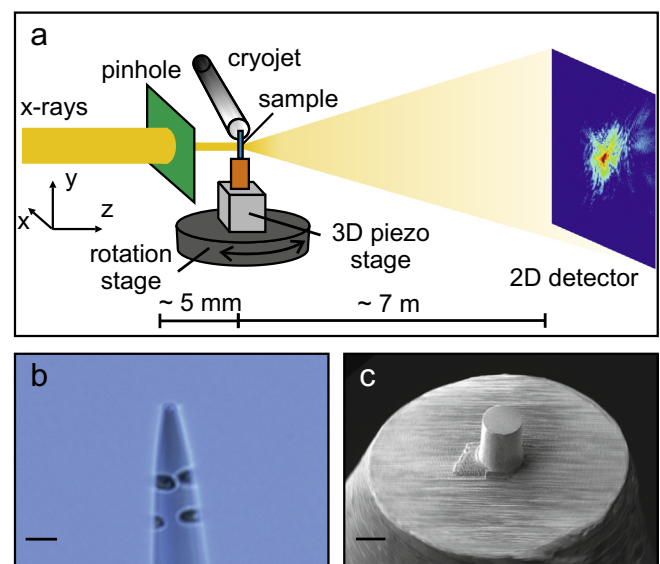 a
cryojet
pinhole
sample
x-rays
y
x
z
rotation
stage
3D piezo
stage
2D detector
~ 5 mm
~ 7 m
b
c